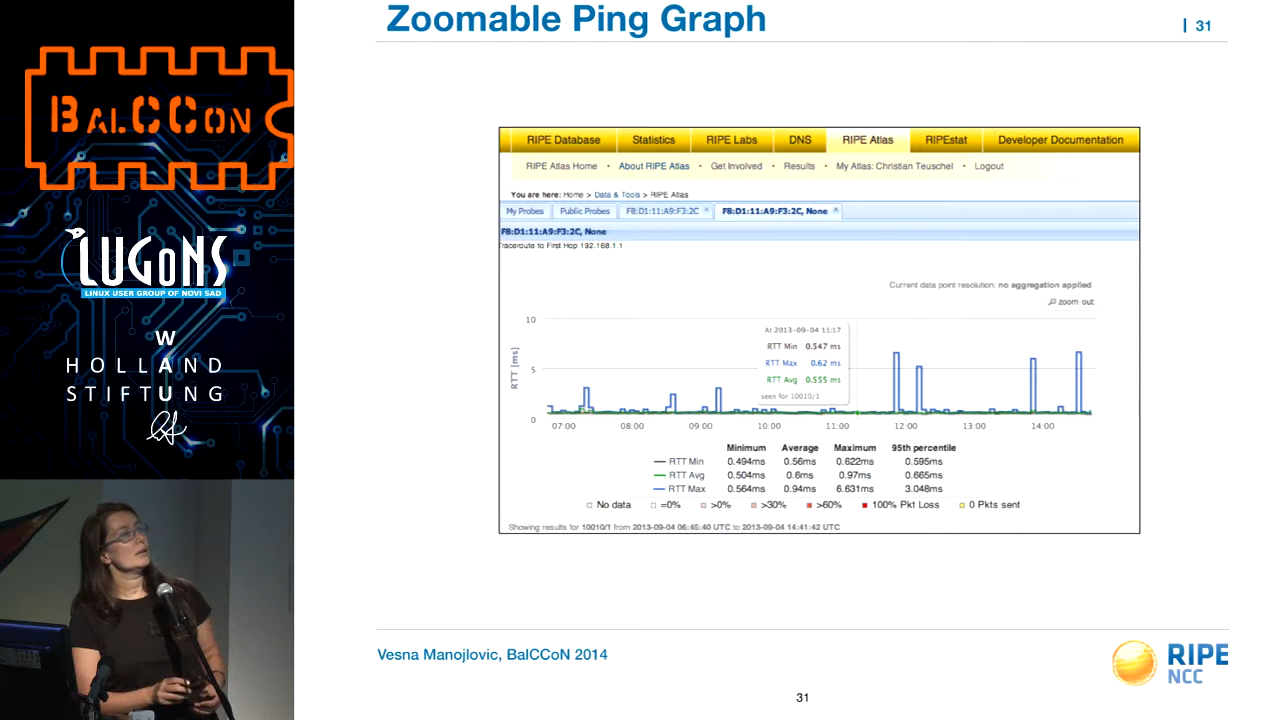 Zoomable Ping Graph
| 31
BALCCON
LUGoNS
LINUX USER GROUP OF NOVI SAD
W
HOLLAND
STIFTUNG
RIPE Database Statistics RIPE Labs DNS RIPE Atlas RIPEstat Developer Documentation
RIPE Atlas Home • About RIPE Atlas • Get Involved • Results • My Atlas: Christian Teuschel • Logout
You are here: Home > Data & Tools > RIPE Atlas
My Probes Public Probes F8:D1:11:A9:F3:2C x F8:D1:11:A9:F3:2C, None x
F8:D1:11:A9:F3:2C, None
Traceroute to First Hop 192.168.1.1
Current data point resolution: no aggregation applied
zoom out
RTT [ms]
10
5
0
At 2013-09-04 11:17
RTT Min 0.547 ms
RTT Max 0.62 ms
RTT Avg 0.555 ms
seen for 10010/1
07:00 08:00 09:00 10:00 11:00 12:00 13:00 14:00
Minimum Average Maximum 95th percentile
RTT Min 0.494ms 0.56ms 0.622ms 0.595ms
RTT Avg 0.504ms 0.6ms 0.97ms 0.665ms
RTT Max 0.564ms 0.94ms 6.631ms 3.048ms
No data =0% >0% >30% >60% 100% Pkt Loss 0 Pkts sent
Showing results for 10010/1 from 2013-09-04 06:45:40 UTC to 2013-09-04 14:41:42 UTC
Vesna Manojlovic, BalCCoN 2014
RIPE
NCC
31